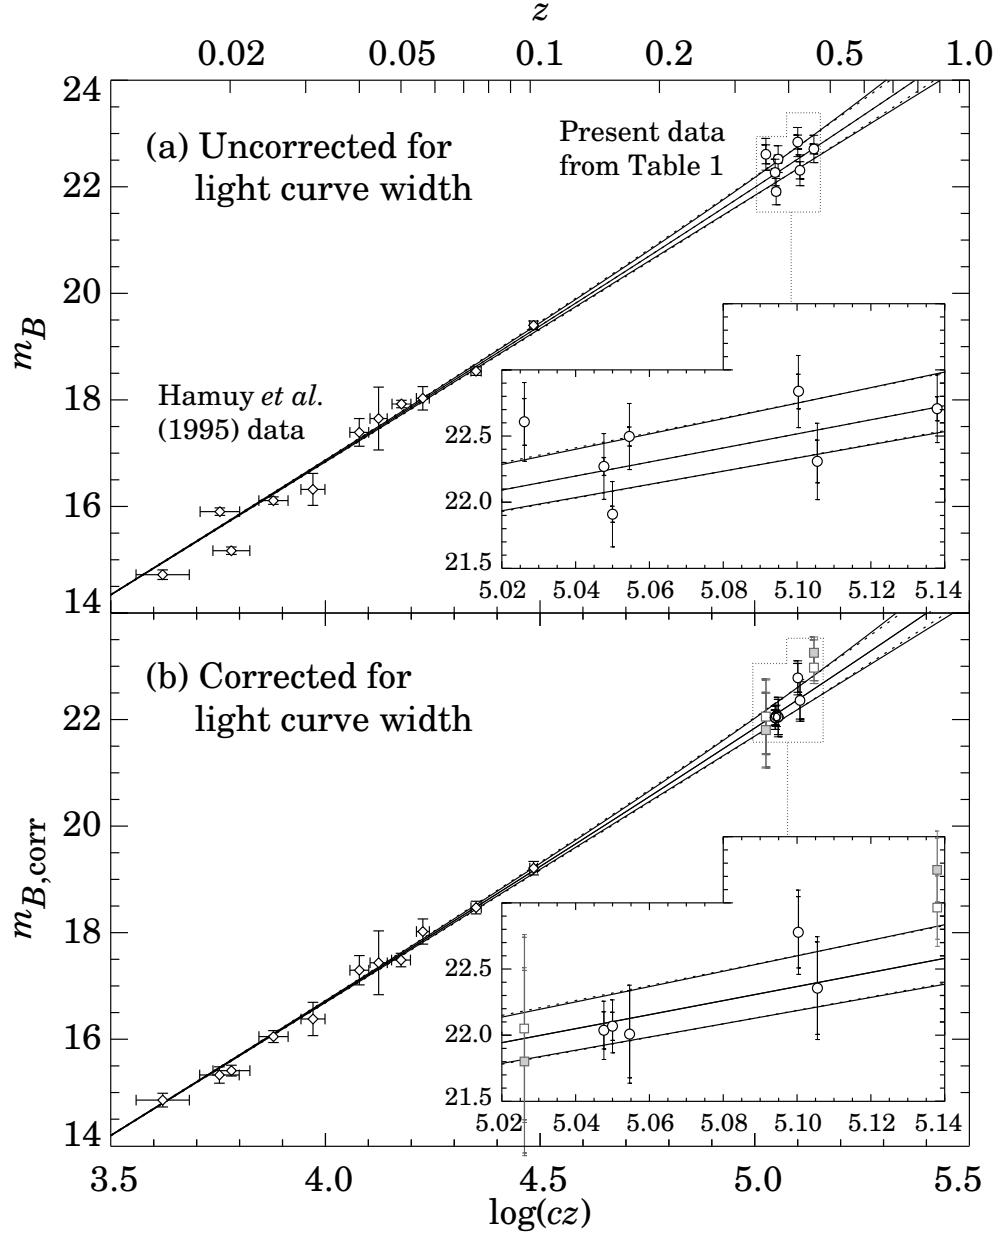 z
0.02 0.05 0.1 0.2 0.5 1.0
24
(a) Uncorrected for
light curve width
Present data
from Table 1
22
20
m_B
18
Hamuy et al.
(1995) data
16
14
22.5
22.0
21.5
5.02 5.04 5.06 5.08 5.10 5.12 5.14
(b) Corrected for
light curve width
22
20
m_B,corr
18
16
14
22.5
22.0
21.5
5.02 5.04 5.06 5.08 5.10 5.12 5.14
3.5 4.0 4.5 5.0 5.5
log(cz)